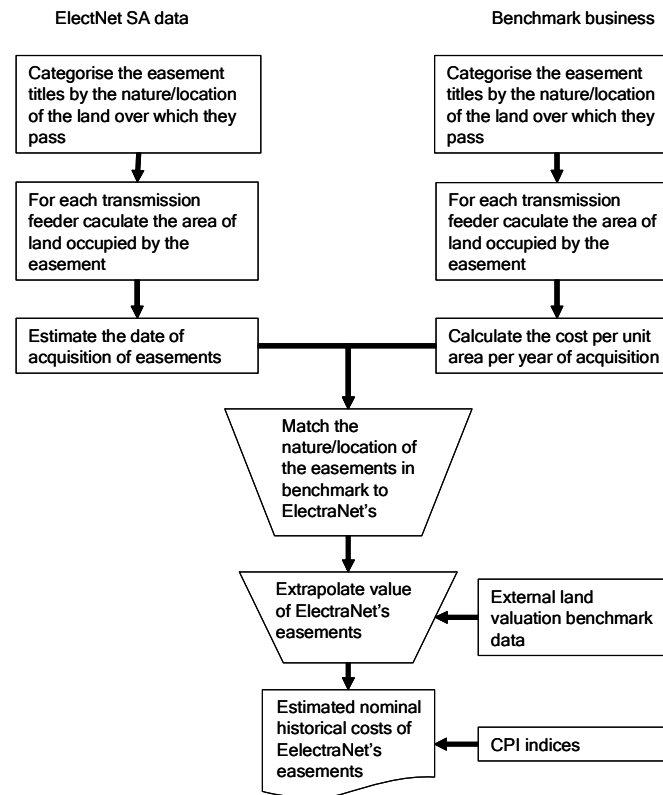 ElectNet SA data
Benchmark business
Categorise the easement
titles by the nature/location
of the land over which they
pass
Categorise the easement
titles by the nature/location
of the land over which they
pass
For each transmission
feeder caculate the area of
land occupied by the
easement
For each transmission
feeder caculate the area of
land occupied by the
easement
Estimate the date of
acquisition of easements
Calculate the cost per unit
area per year of acquisition
Match the
nature/location of
the easements in
benchmark to
ElectraNet's
Extrapolate value
of ElectraNet's
easements
External land
valuation benchmark
data
Estimated nominal
historical costs of
EelectraNet's
easements
CPI indices